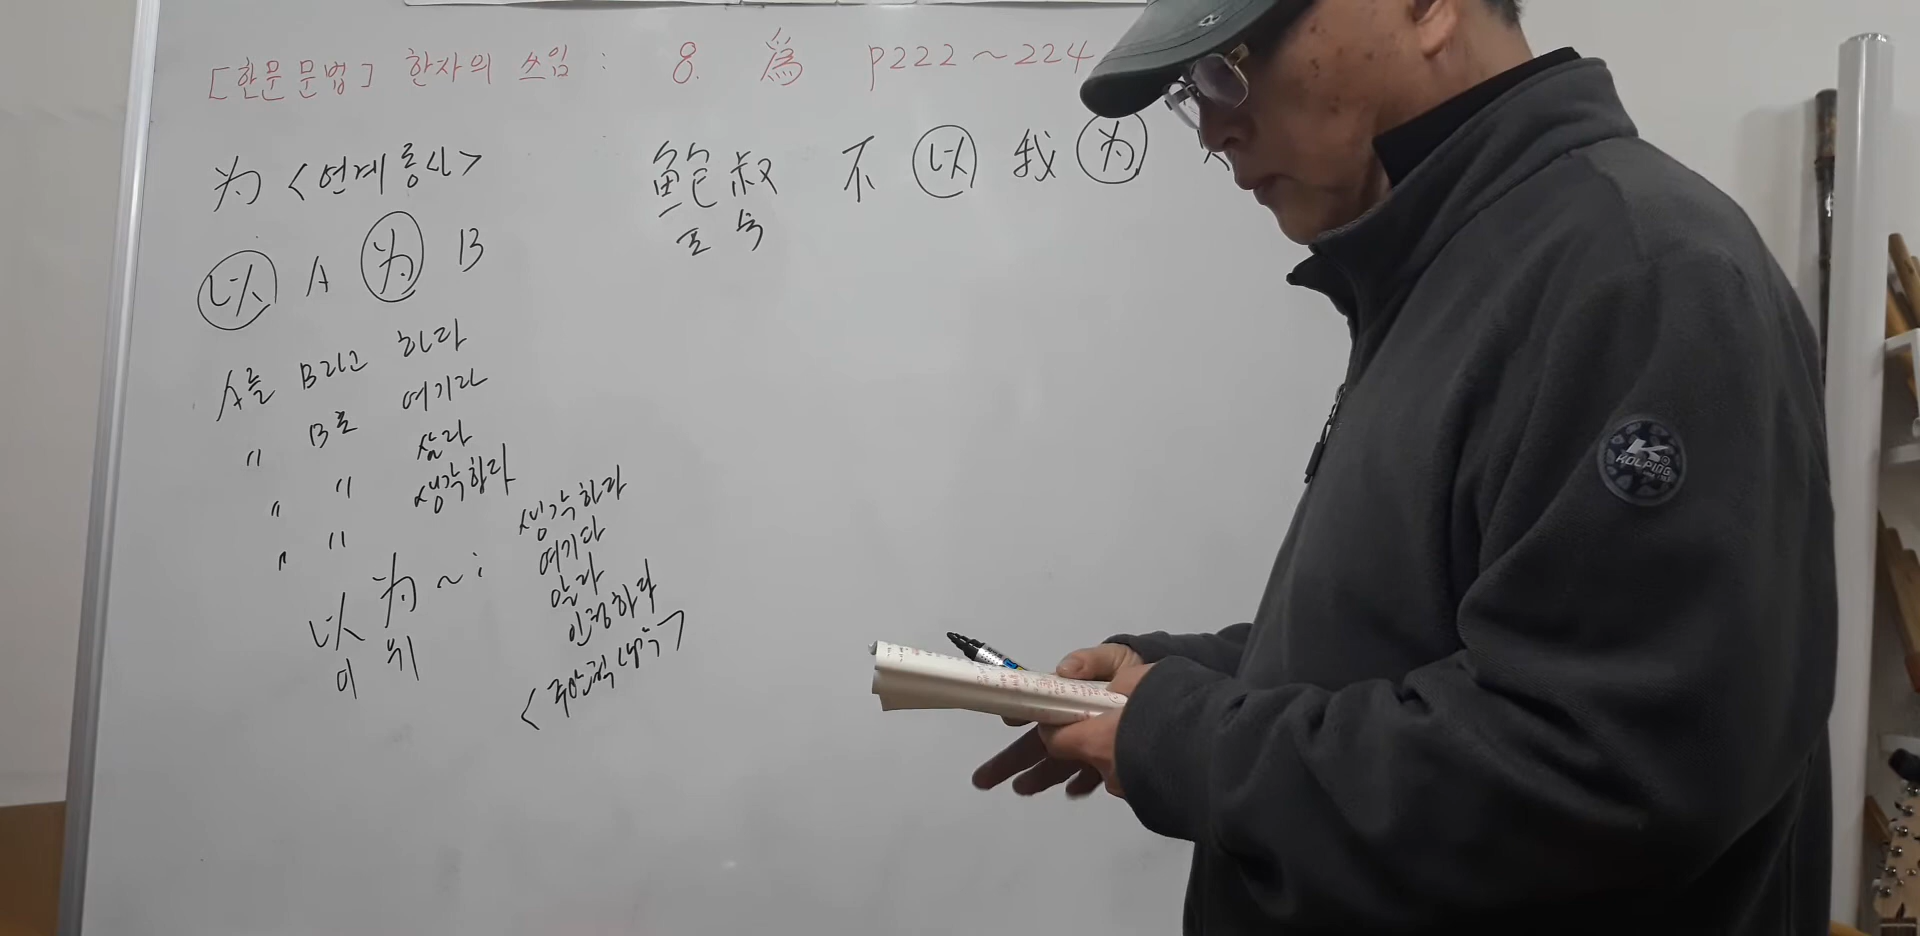 [한문 문법] 한자의 쓰임 : 8. 爲 P222~224
为 <연계동사>
以 A 为 B
A를 B라고 하다
" B로 여기다
" " 삼다
" " 생각하다
以 为 ~ :
이 위
생각하다
여기다
알다
인정하다
<주관적 생각>
鮑叔 不 以 我 为
포숙
KOLPING